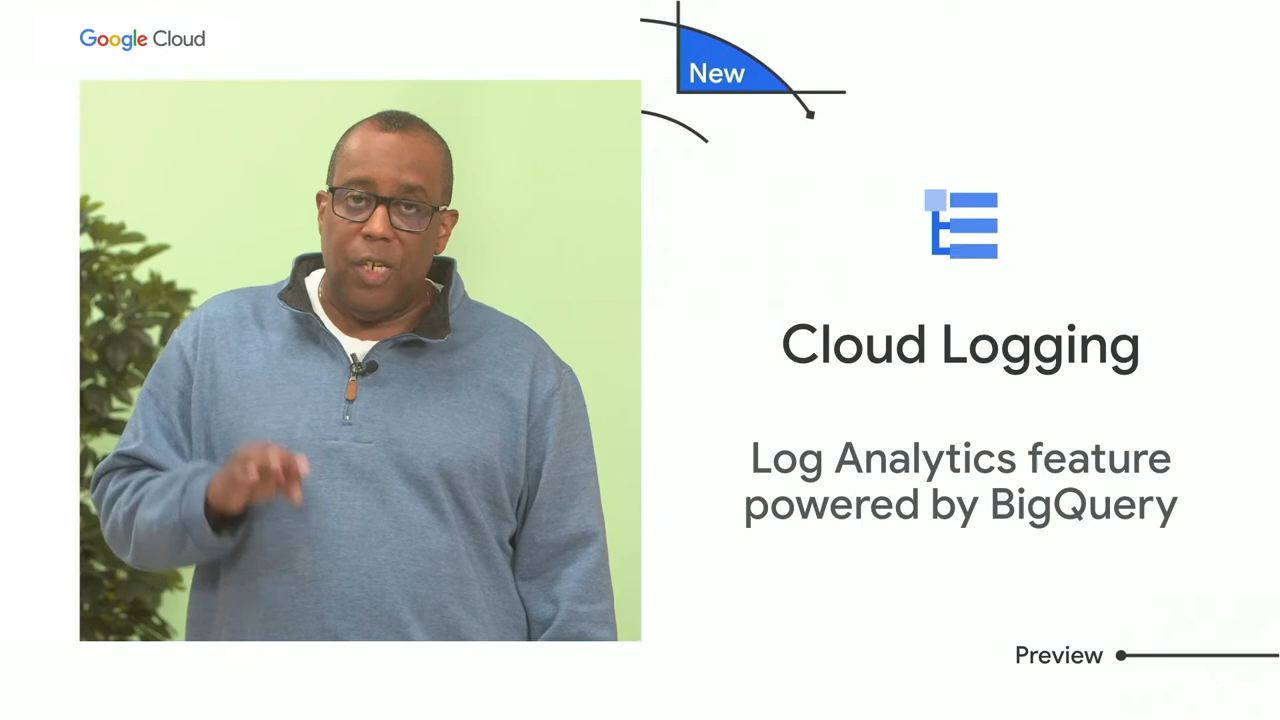 Google Cloud
New
Cloud Logging
Log Analytics feature
powered by BigQuery
Preview